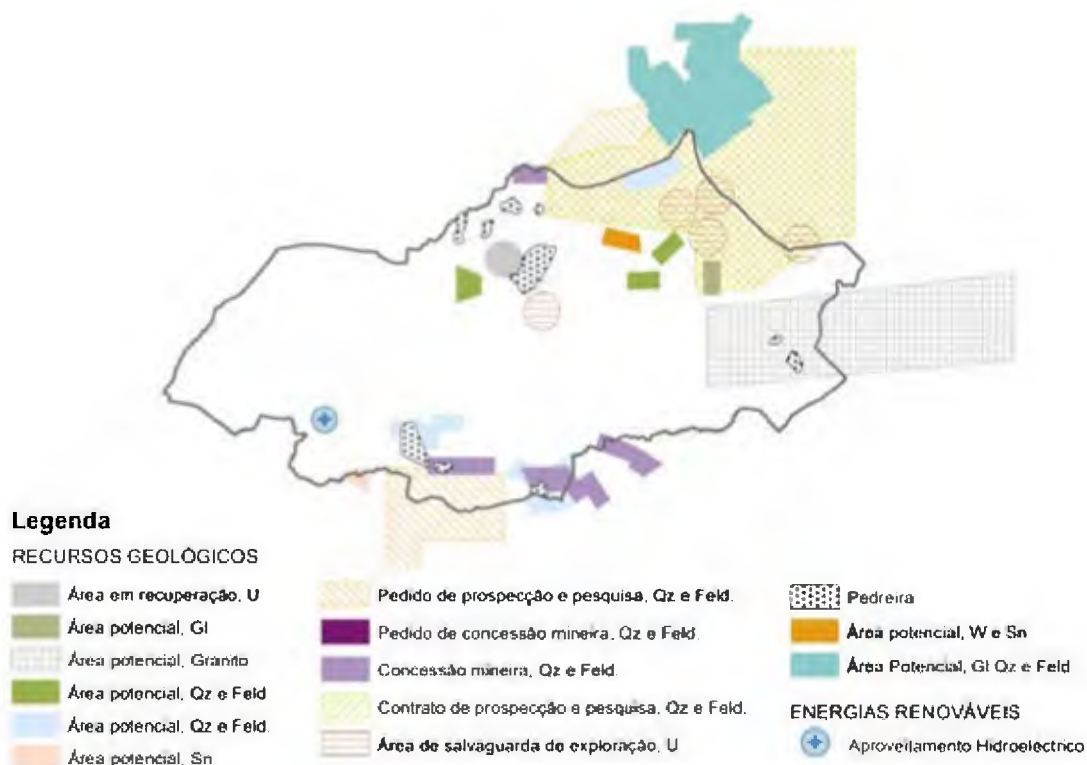 Legenda
RECURSOS GEOLÓGICOS
Área em recuperação, U
Área potencial, Gl
Área potencial, Granito
Área potencial, Qz e Feld
Área potencial, Qz e Feld.
Área potencial, Sn
Pedido de prospecção e pesquisa, Qz e Feld.
Pedido de concessão mineira, Qz e Feld.
Concessão mineira, Qz e Feld.
Contrato de prospecção e pesquisa, Qz e Feld.
Área de salvaguarda de exploração, U
Pedreira
Área potencial, W e Sn
Área Potencial, Gl Qz e Feld
ENERGIAS RENOVÁVEIS
Aproveitamento Hidroeléctrico